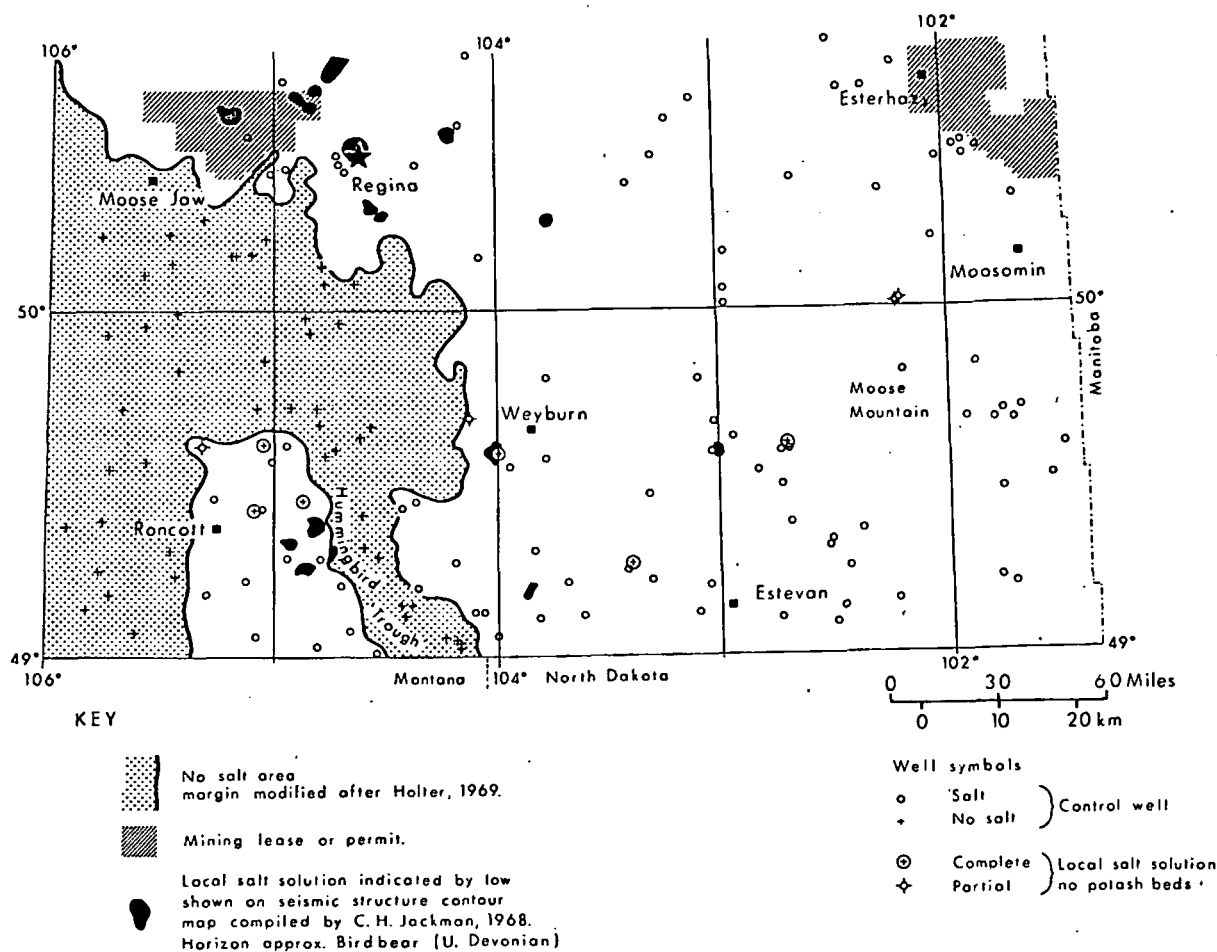 106°
104°
102°
Esterhazy
Regina
Moose Jaw
Moosomin
50°
50°
Manitoba
Moose
Mountain
Weyburn
Hummingbird Trough
Roncott
Estevan
49°
49°
106°
Montana
104°
North Dakota
102°
0 30 60 Miles
0 10 20 km
KEY
No salt area
margin modified after Holter, 1969.
Mining lease or permit.
Local salt solution indicated by low
shown on seismic structure contour
map compiled by C. H. Jackman, 1968.
Horizon approx. Birdbear (U. Devonian)
Well symbols
Salt
No salt
Control well
Complete
Partial
Local salt solution
no potash beds